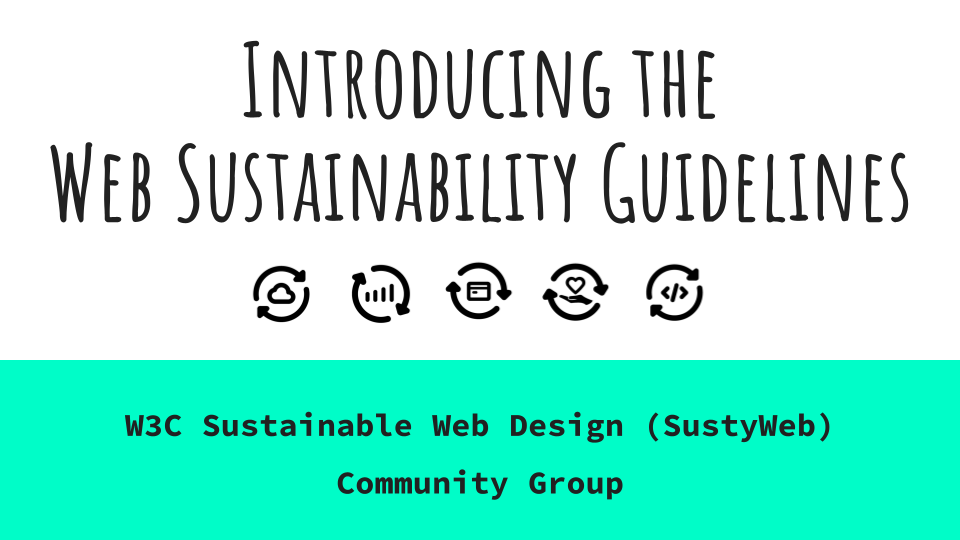 Introducing the
Web Sustainability Guidelines
W3C Sustainable Web Design (SustyWeb)
Community Group